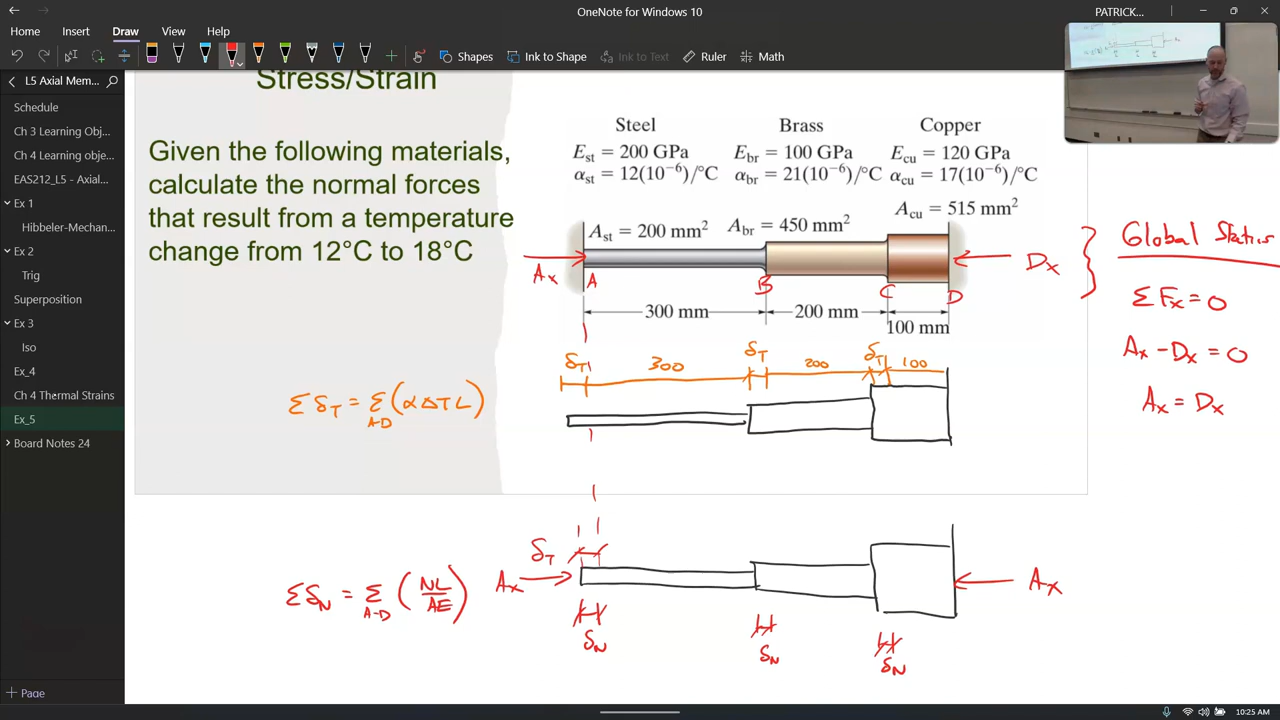 OneNote for Windows 10
PATRICK...
Home
Insert
Draw
View
Help
Shapes
Ink to Shape
Ink to Text
Ruler
Math
L5 Axial Mem...
Schedule
Ch 3 Learning Obj...
Ch 4 Learning obje...
AS212_L5 - Axial...
Ex 1
Hibbeler-Mechan...
Ex 2
Trig
Superposition
Ex 3
Iso
Ex_4
Ch 4 Thermal Strains
Ex_5
Board Notes 24
Page
Stress/Strain
Given the following materials,
calculate the normal forces
that result from a temperature
change from 12°C to 18°C
Steel
Brass
Copper
E_st = 200 GPa
E_br = 100 GPa
E_cu = 120 GPa
α_st = 12(10⁻⁶)/°C
α_br = 21(10⁻⁶)/°C
α_cu = 17(10⁻⁶)/°C
A_st = 200 mm²
A_br = 450 mm²
A_cu = 515 mm²
Ax
A
B
C
D
Dx
300 mm
200 mm
100 mm
Global Statics
ΣFx = 0
Ax - Dx = 0
Ax = Dx
δT
300
δT
200
δT
100
ΣδT = Σ (αΔTL)
A-D
δT
Ax
Ax
ΣδN = Σ (NL/AE)
A-D
δN
δN
δN
10:25 AM